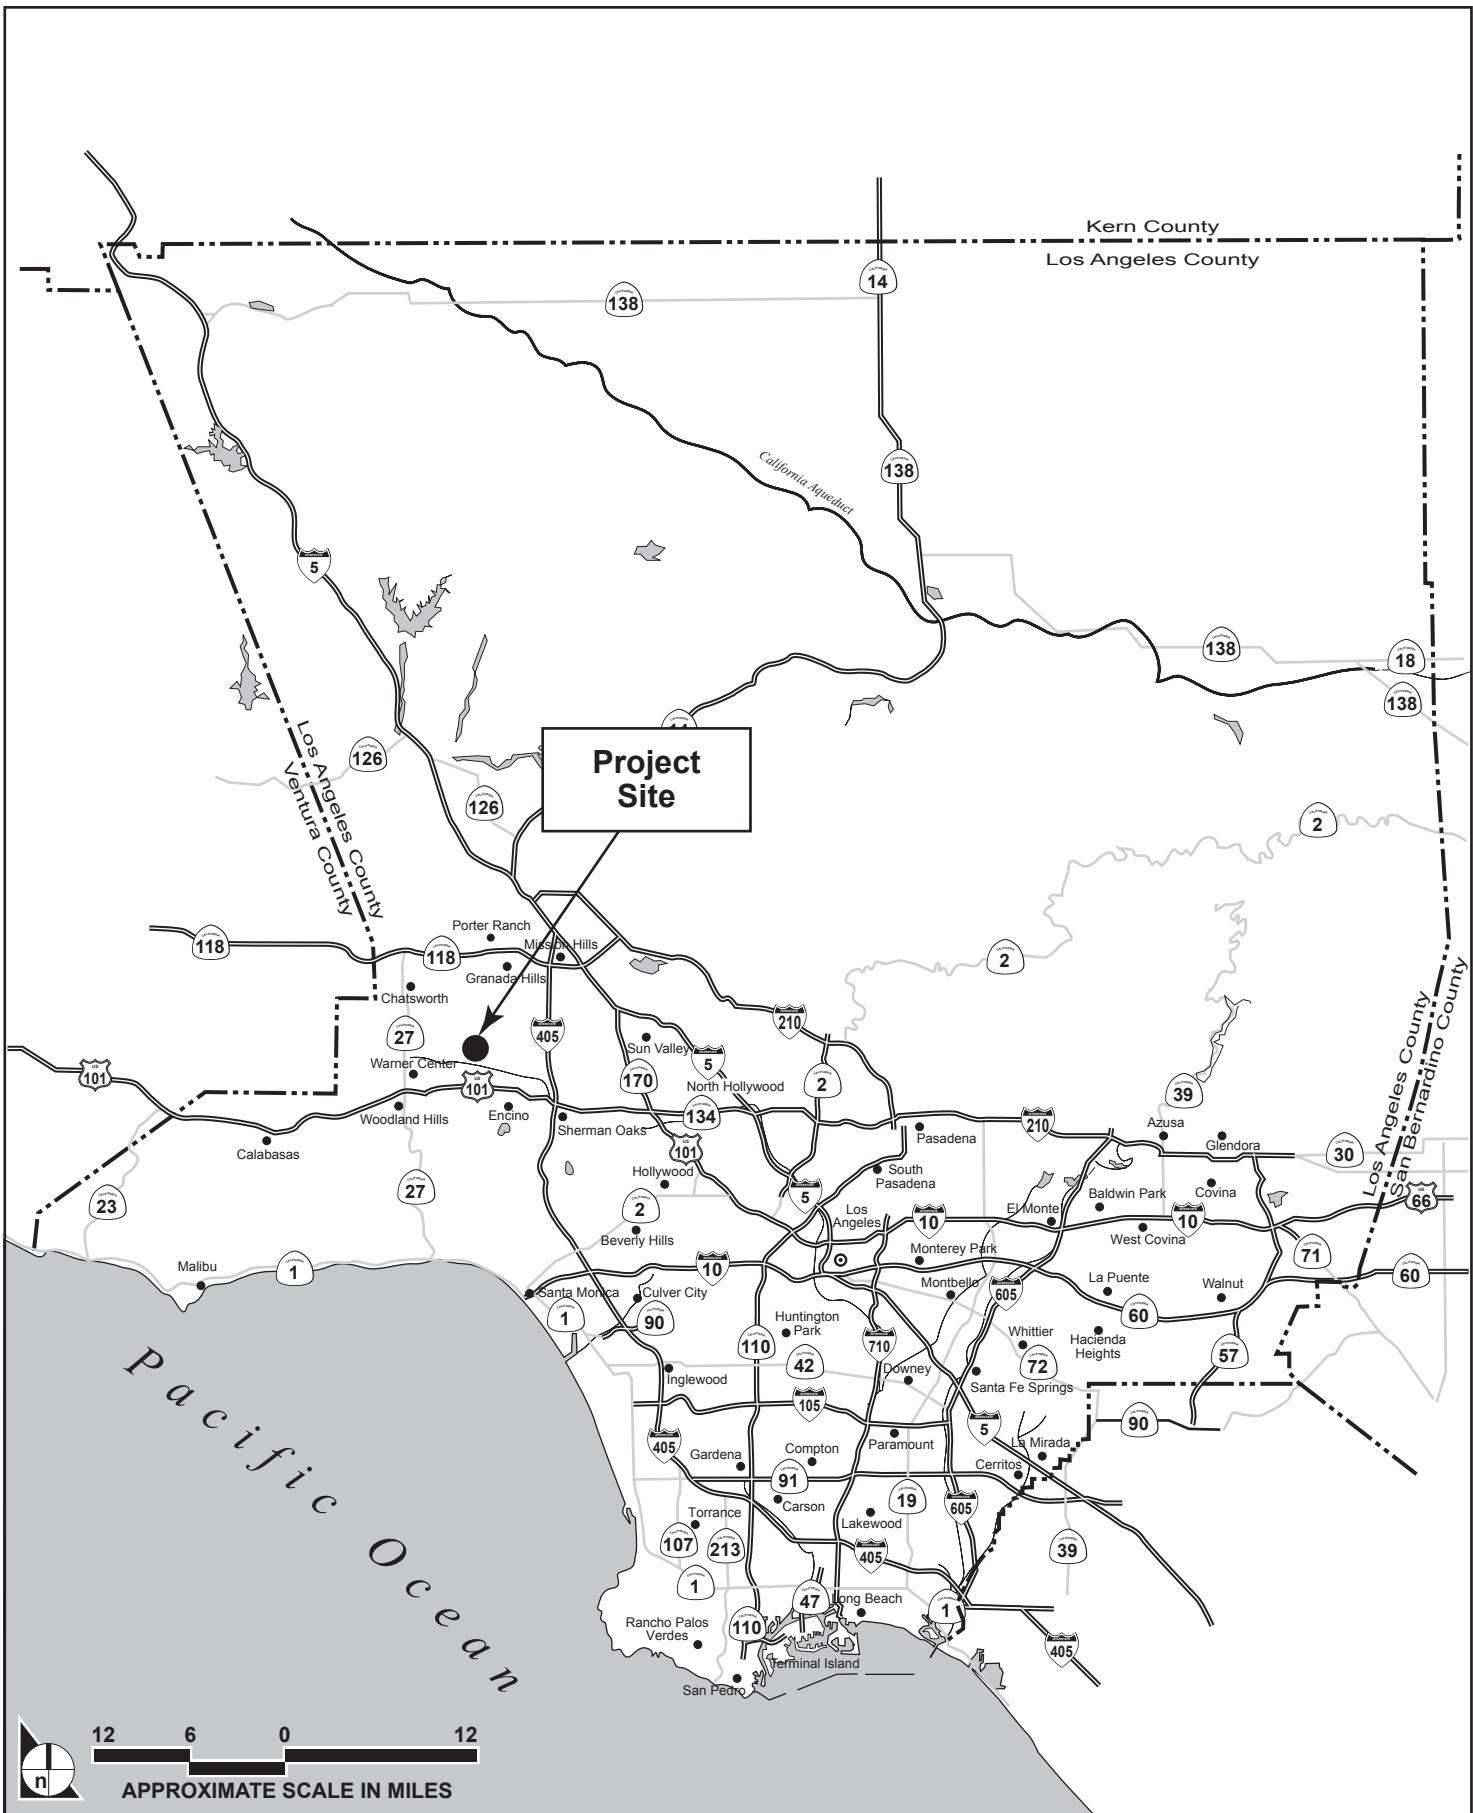 Kern County
Los Angeles County
14
138
138
California Aqueduct
5
138
18
138
126
Los Angeles County
Ventura County
Project
Site
126
2
118
Porter Ranch
118
Mission Hills
2
Granada Hills
Chatsworth
210
27
405
Sun Valley
5
Warner Center
US
101
US
101
170
North Hollywood
2
39
Woodland Hills
Encino
134
Sherman Oaks
210
Azusa
Pasadena
Glendora
30
Calabasas
US
101
Hollywood
South
Pasadena
Los Angeles County
San Bernardino County
27
23
5
Baldwin Park
Covina
US
66
2
Los
Angeles
10
El Monte
10
Beverly Hills
West Covina
Monterey Park
71
Malibu
1
10
60
Montbello
La Puente
Walnut
Santa Monica
Culver City
605
1
90
Huntington
Park
60
110
710
Whittier
Hacienda
Heights
42
72
57
Inglewood
Downey
Santa Fe Springs
105
5
90
405
Paramount
La Mirada
Gardena
Compton
Cerritos
91
19
605
Carson
Torrance
Lakewood
107
213
405
39
1
47
Long Beach
1
Rancho Palos
Verdes
110
405
Terminal Island
San Pedro
Pacific Ocean
12 6 0 12
n
APPROXIMATE SCALE IN MILES